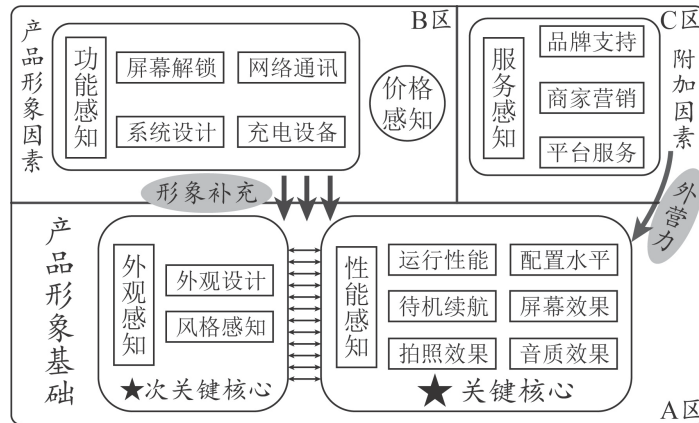 B区
产品形象因素
功能感知
屏幕解锁
网络通讯
系统设计
充电设备
价格
感知
C区
服务感知
品牌支持
商家营销
平台服务
附加因素
形象补充
外营力
产品形象基础
外观感知
外观设计
风格感知
★次关键核心
性能感知
运行性能
配置水平
待机续航
屏幕效果
拍照效果
音质效果
★关键核心
A区